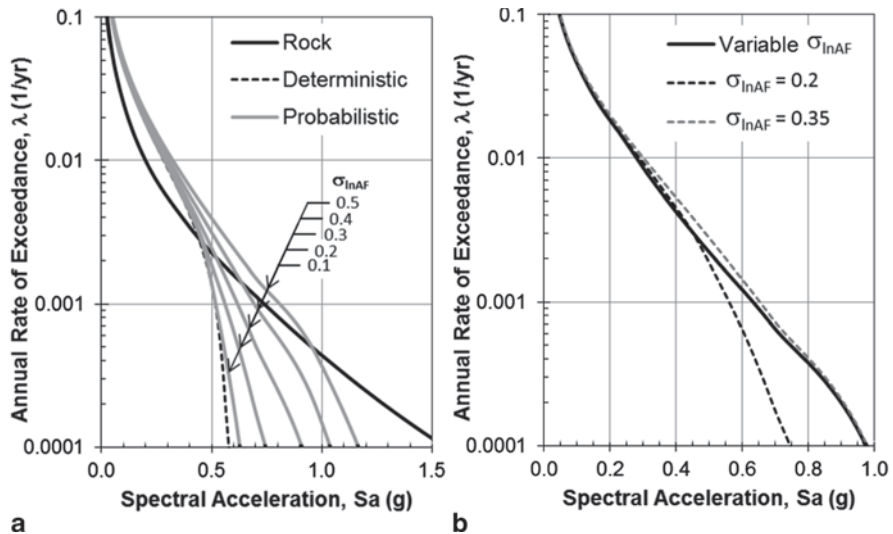 0.1
0.01
0.001
0.0001
Annual Rate of Exceedance, λ (1/yr)
Rock
Deterministic
Probabilistic
σlnAF
0.5
0.4
0.3
0.2
0.1
0.0 0.5 1.0 1.5
Spectral Acceleration, Sa (g)
a
0.1
0.01
0.001
0.0001
Annual Rate of Exceedance, λ (1/yr)
Variable σlnAF
σlnAF = 0.2
σlnAF = 0.35
0.0 0.2 0.4 0.6 0.8 1.0
Spectral Acceleration, Sa (g)
b